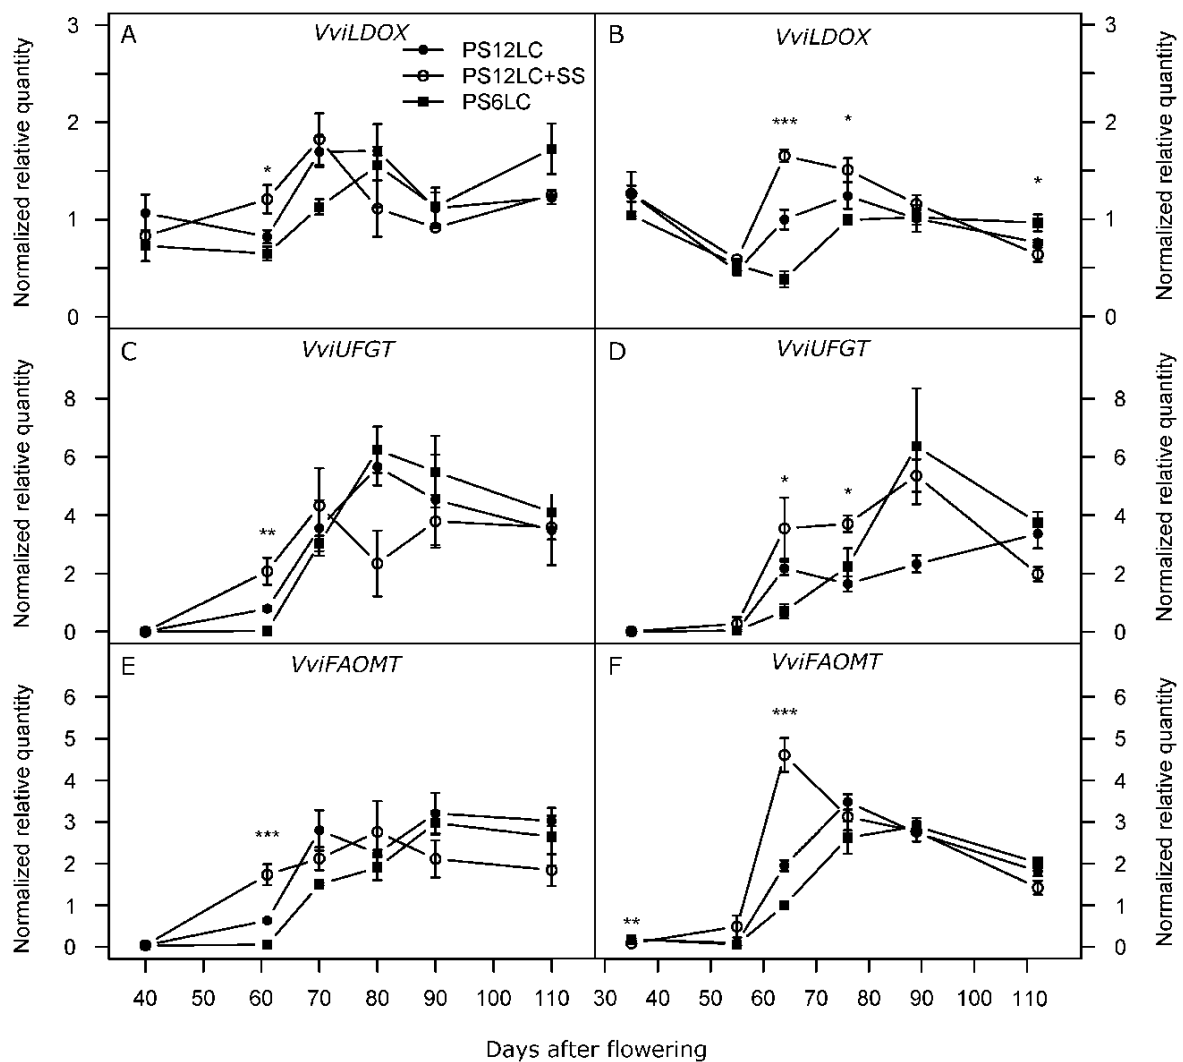 A
VviLDOX
PS12LC
PS12LC+SS
PS6LC
B
VviLDOX
Normalized relative quantity
3
2
1
0
*
***
*
*
3
2
1
0
Normalized relative quantity
C
VviUFGT
D
VviUFGT
Normalized relative quantity
8
6
4
2
0
**
*
*
8
6
4
2
0
Normalized relative quantity
E
VviFAOMT
F
VviFAOMT
Normalized relative quantity
6
5
4
3
2
1
0
***
***
**
6
5
4
3
2
1
0
Normalized relative quantity
40 50 60 70 80 90 110 30 40 50 60 70 80 90 100 110
Days after flowering